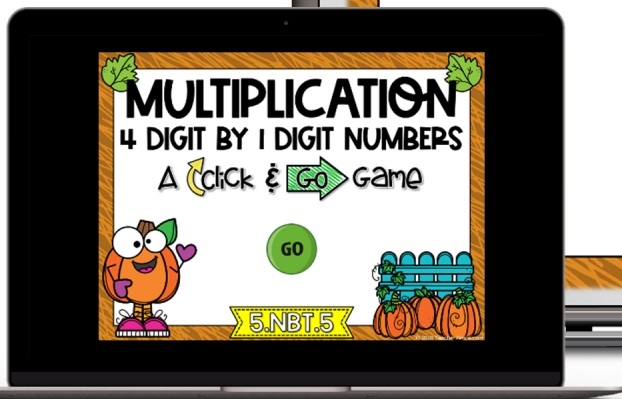 MULTIPLICATION
4 DIGIT BY 1 DIGIT NUMBERS
A Click & GO Game
GO
5.NBT.5